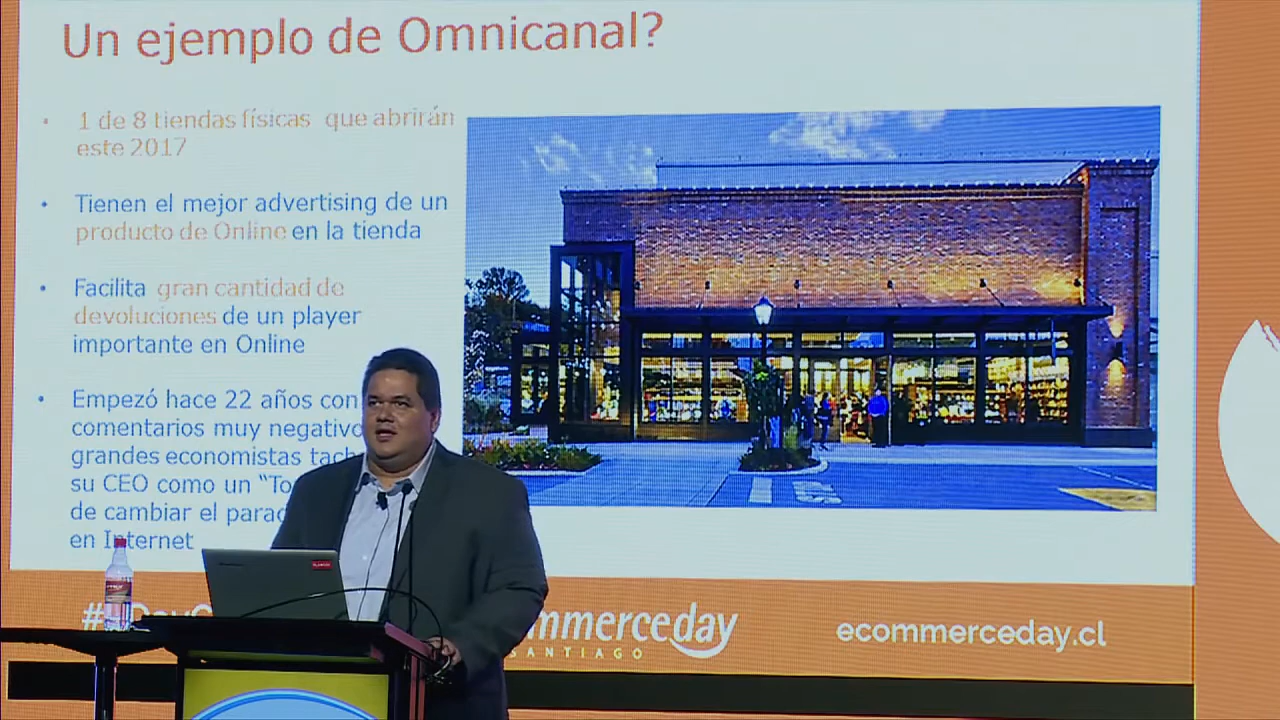 Un ejemplo de Omnicanal?
• 1 de 8 tiendas físicas que abrirán
este 2017
• Tienen el mejor advertising de un
producto de Online en la tienda
• Facilita gran cantidad de
devoluciones de un player
importante en Online
• Empezó hace 22 años con
comentarios muy negativo
grandes economistas tach
su CEO como un “To
de cambiar el parad
en Internet
mmerceday
SANTIAGO
ecommerceday.cl